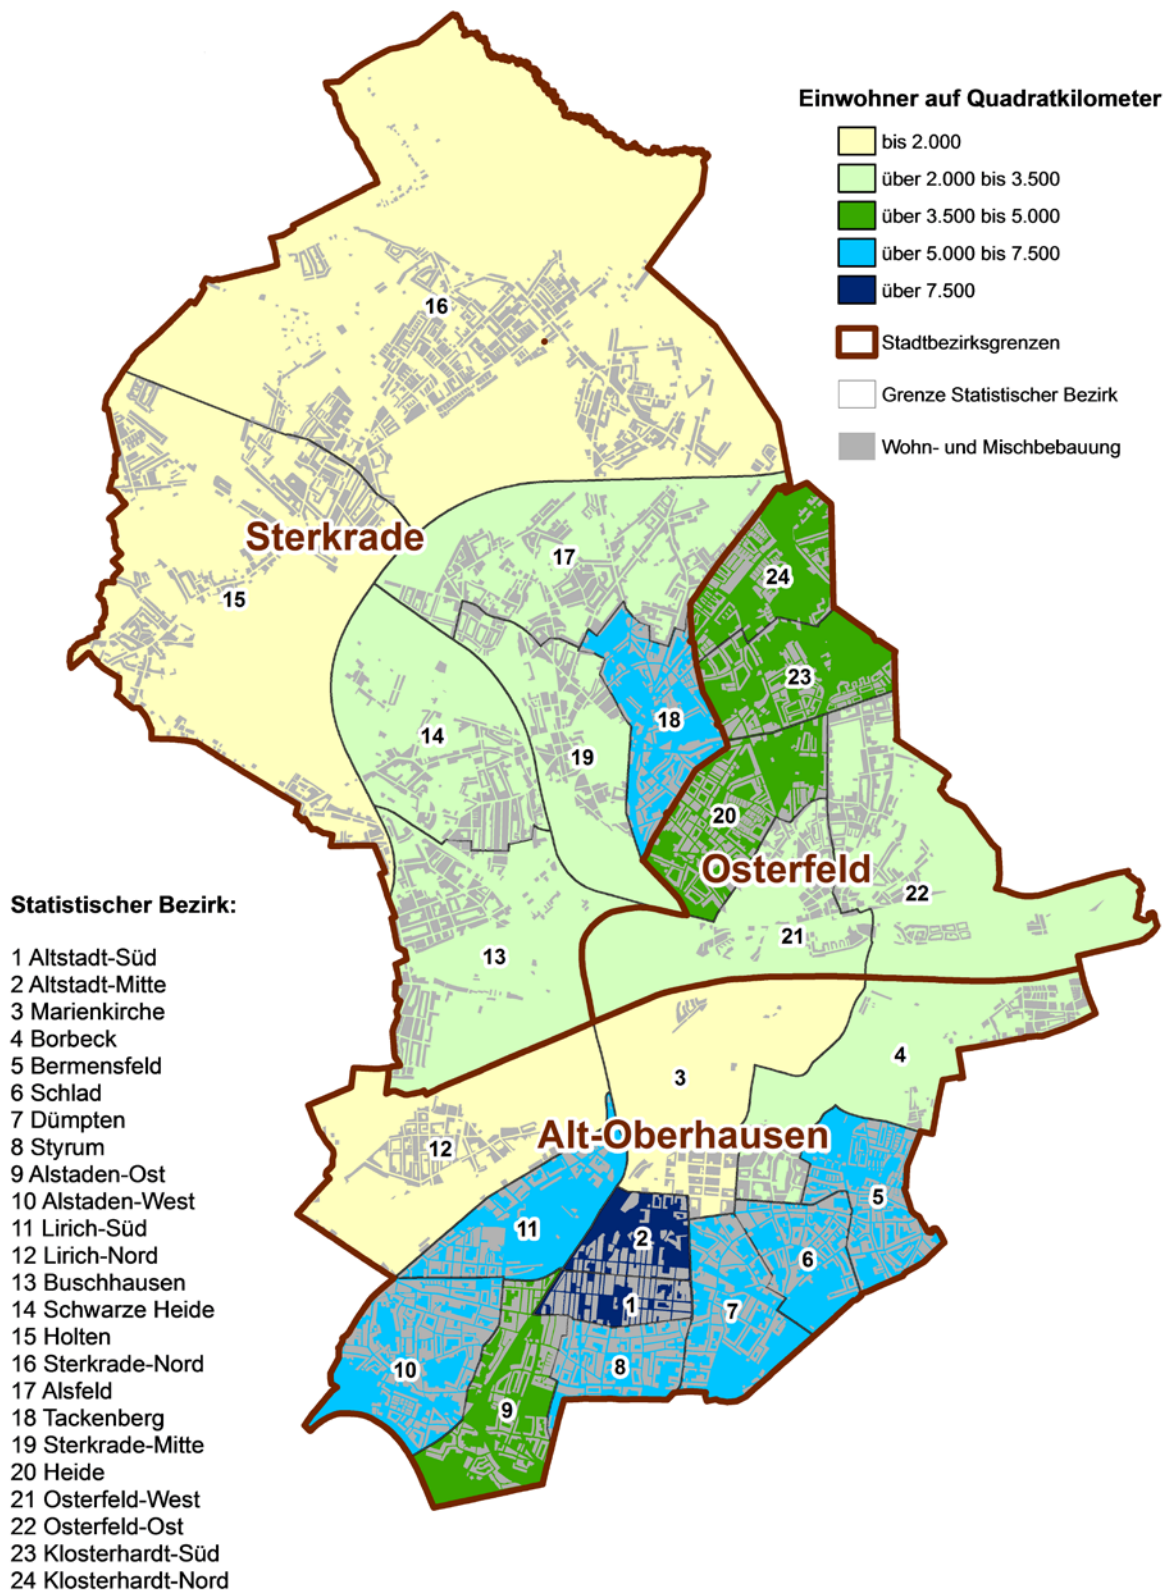 Einwohner auf Quadratkilometer
bis 2.000
über 2.000 bis 3.500
über 3.500 bis 5.000
über 5.000 bis 7.500
über 7.500
Stadtbezirksgrenzen
Grenze Statistischer Bezirk
Wohn- und Mischbebauung
16
Sterkrade
17
24
15
23
18
14
19
20
Osterfeld
22
21
13
4
3
Alt-Oberhausen
12
5
11
2
6
1
7
8
10
9
Statistischer Bezirk:
1 Altstadt-Süd
2 Altstadt-Mitte
3 Marienkirche
4 Borbeck
5 Bermensfeld
6 Schlad
7 Dümpten
8 Styrum
9 Alstaden-Ost
10 Alstaden-West
11 Lirich-Süd
12 Lirich-Nord
13 Buschhausen
14 Schwarze Heide
15 Holten
16 Sterkrade-Nord
17 Alsfeld
18 Tackenberg
19 Sterkrade-Mitte
20 Heide
21 Osterfeld-West
22 Osterfeld-Ost
23 Klosterhardt-Süd
24 Klosterhardt-Nord